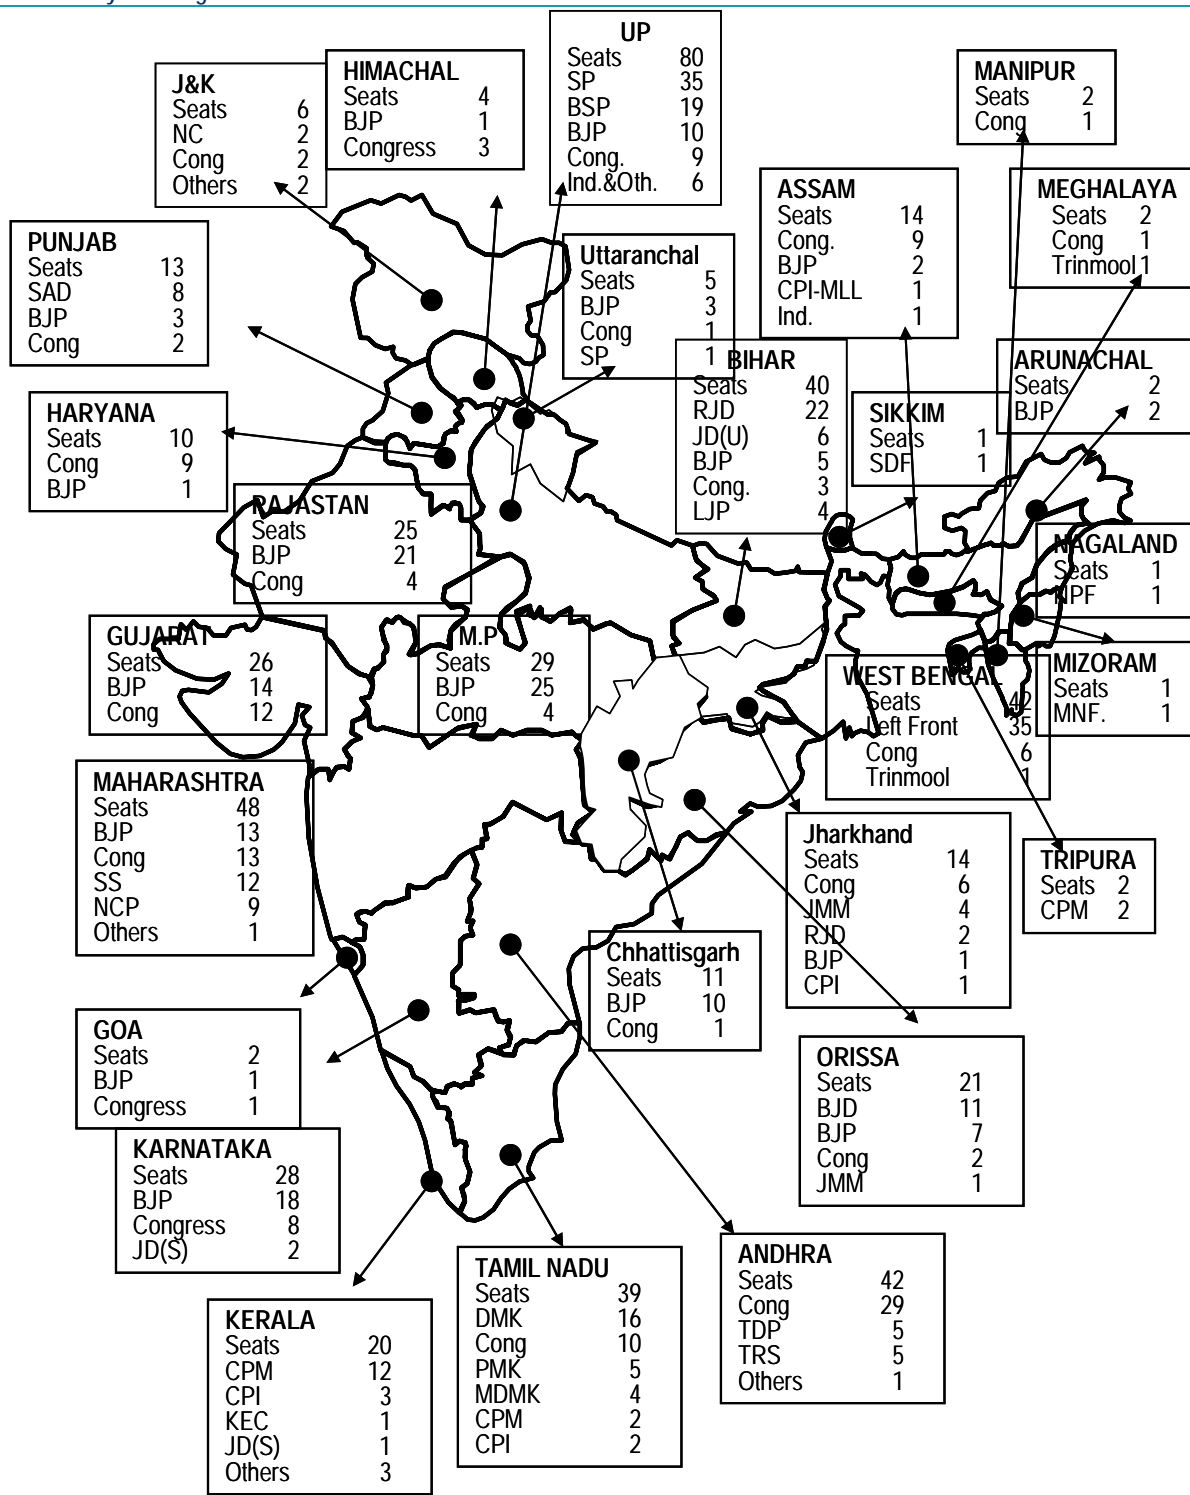 UP
Seats 80
SP 35
BSP 19
BJP 10
Cong. 9
Ind.&Oth. 6
HIMACHAL
Seats 4
BJP 1
Congress 3
J&K
Seats 6
NC 2
Cong 2
Others 2
MANIPUR
Seats 2
Cong 1
ASSAM
Seats 14
Cong. 9
BJP 2
CPI-MLL 1
Ind. 1
MEGHALAYA
Seats 2
Cong 1
Trinmool 1
PUNJAB
Seats 13
SAD 8
BJP 3
Cong 2
Uttaranchal
Seats 5
BJP 3
Cong 1
SP 1
BIHAR
Seats 40
RJD 22
JD(U) 6
BJP 5
Cong. 3
LJP 4
ARUNACHAL
Seats 2
BJP 2
HARYANA
Seats 10
Cong 9
BJP 1
SIKKIM
Seats 1
SDF 1
RAJASTAN
Seats 25
BJP 21
Cong 4
NAGALAND
Seats 1
NPF 1
GUJARAT
Seats 26
BJP 14
Cong 12
M.P
Seats 29
BJP 25
Cong 4
WEST BENGAL
Seats 42
Left Front 35
Cong 6
Trinmool 1
MIZORAM
Seats 1
MNF. 1
MAHARASHTRA
Seats 48
BJP 13
Cong 13
SS 12
NCP 9
Others 1
Jharkhand
Seats 14
Cong 6
JMM 4
RJD 2
BJP 1
CPI 1
TRIPURA
Seats 2
CPM 2
Chhattisgarh
Seats 11
BJP 10
Cong 1
GOA
Seats 2
BJP 1
Congress 1
ORISSA
Seats 21
BJD 11
BJP 7
Cong 2
JMM 1
KARNATAKA
Seats 28
BJP 18
Congress 8
JD(S) 2
TAMIL NADU
Seats 39
DMK 16
Cong 10
PMK 5
MDMK 4
CPM 2
CPI 2
ANDHRA
Seats 42
Cong 29
TDP 5
TRS 5
Others 1
KERALA
Seats 20
CPM 12
CPI 3
KEC 1
JD(S) 1
Others 3